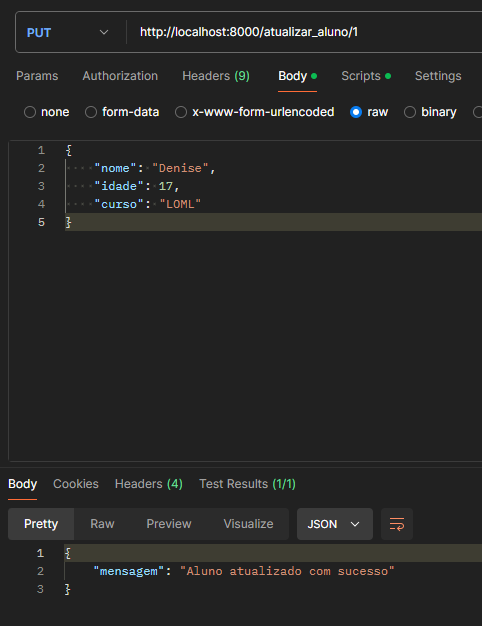 PUT http://localhost:8000/atualizar_aluno/1
Params Authorization Headers (9) Body Scripts Settings
none form-data x-www-form-urlencoded raw binary
1 {
2 "nome": "Denise",
3 "idade": 17,
4 "curso": "LOML"
5 }
Body Cookies Headers (4) Test Results (1/1)
Pretty Raw Preview Visualize JSON
1 {
2 "mensagem": "Aluno atualizado com sucesso"
3 }